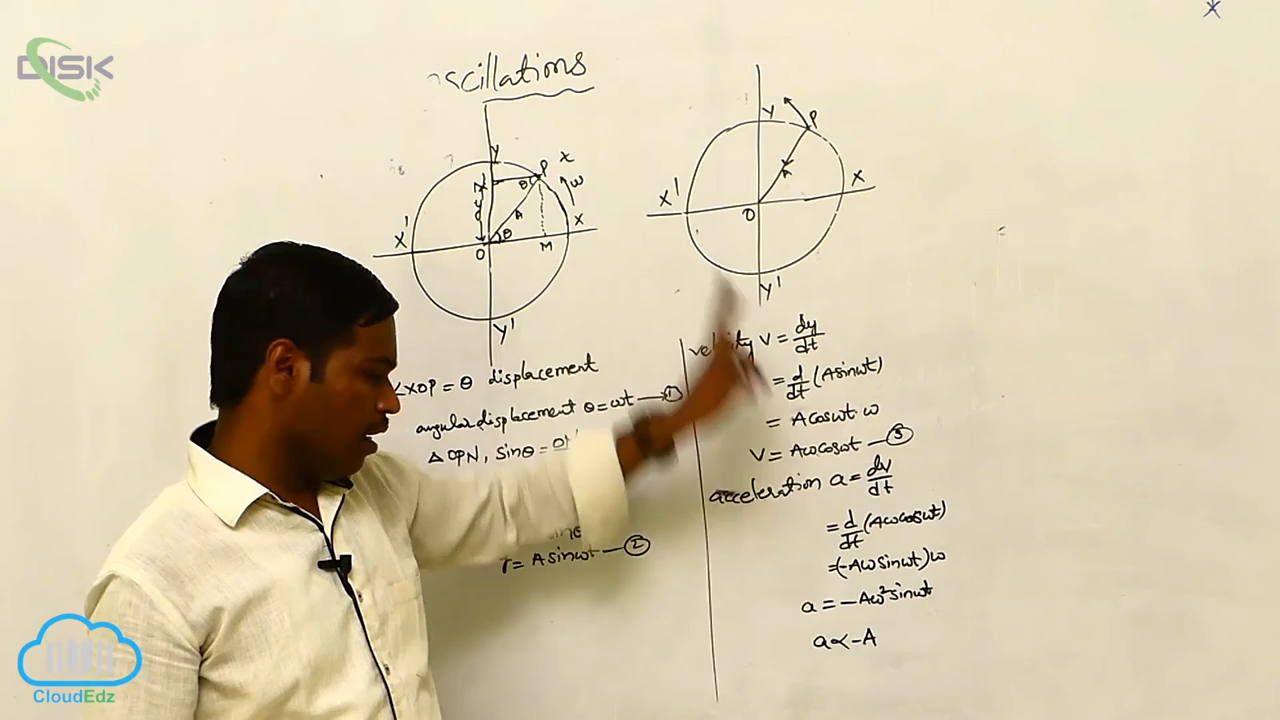 DISK
oscillations
Y
N
P
x
θ
ω
y
d
A
X'
X
O
θ
M
Y'
Y
P
A
X'
X
O
Y'
∠XOP = θ displacement
angular displacement θ = ωt → ①
△ OPN, sinθ =
sinθ
Y = A sinωt — ②
velocity v = dy/dt
= d/dt (A sinωt)
= A cosωt ω
V = Aω cosωt — ③
acceleration a = dv/dt
= d/dt (Aω cosωt)
= (-Aω sinωt) ω
a = -Aω² sinωt
a ∝ -A
CloudEdz